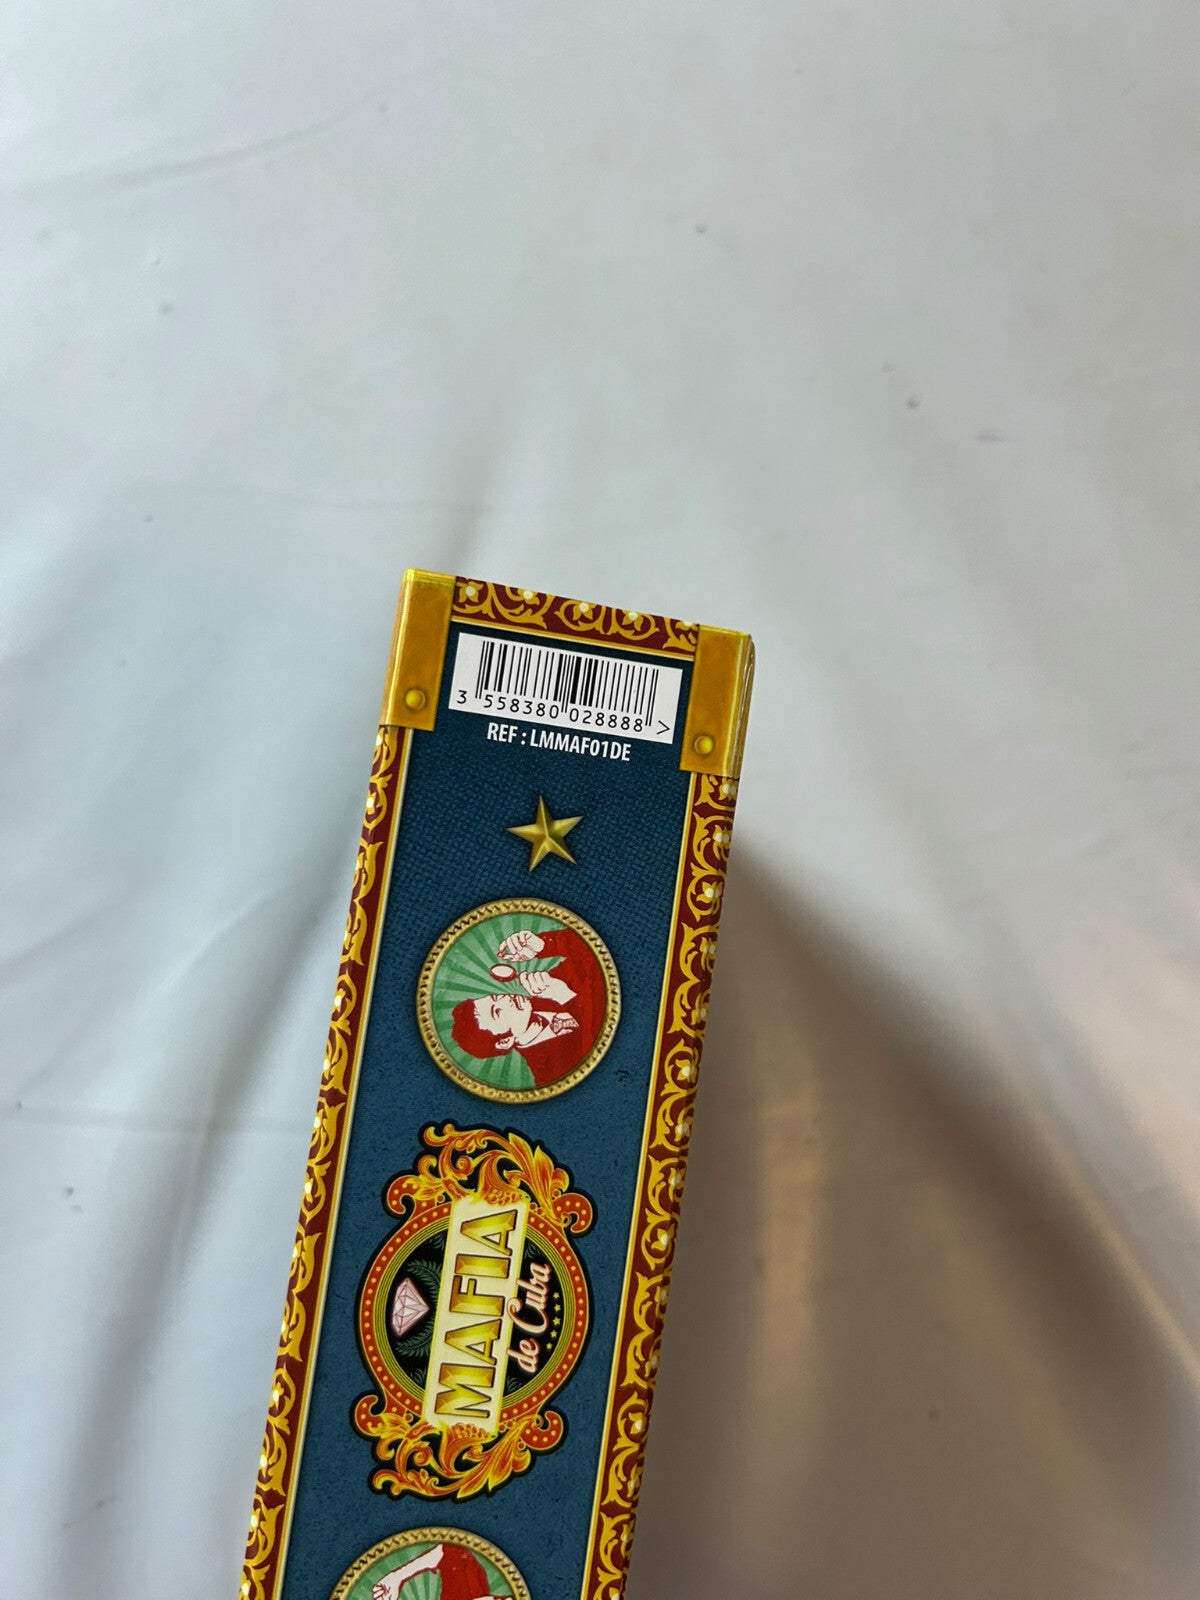 3 558380 028888 >
REF : LMMAF01DE
MAFIA
de Cuba